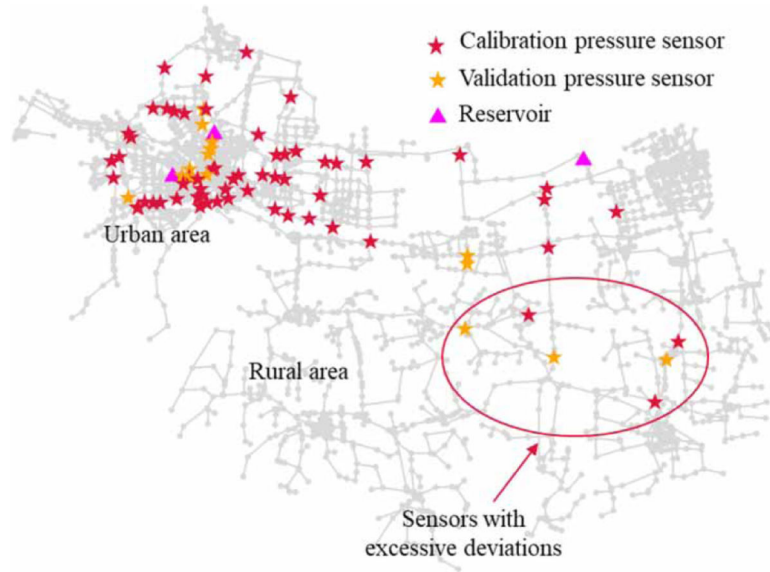 Calibration pressure sensor
Validation pressure sensor
Reservoir
Urban area
Rural area
Sensors with
excessive deviations